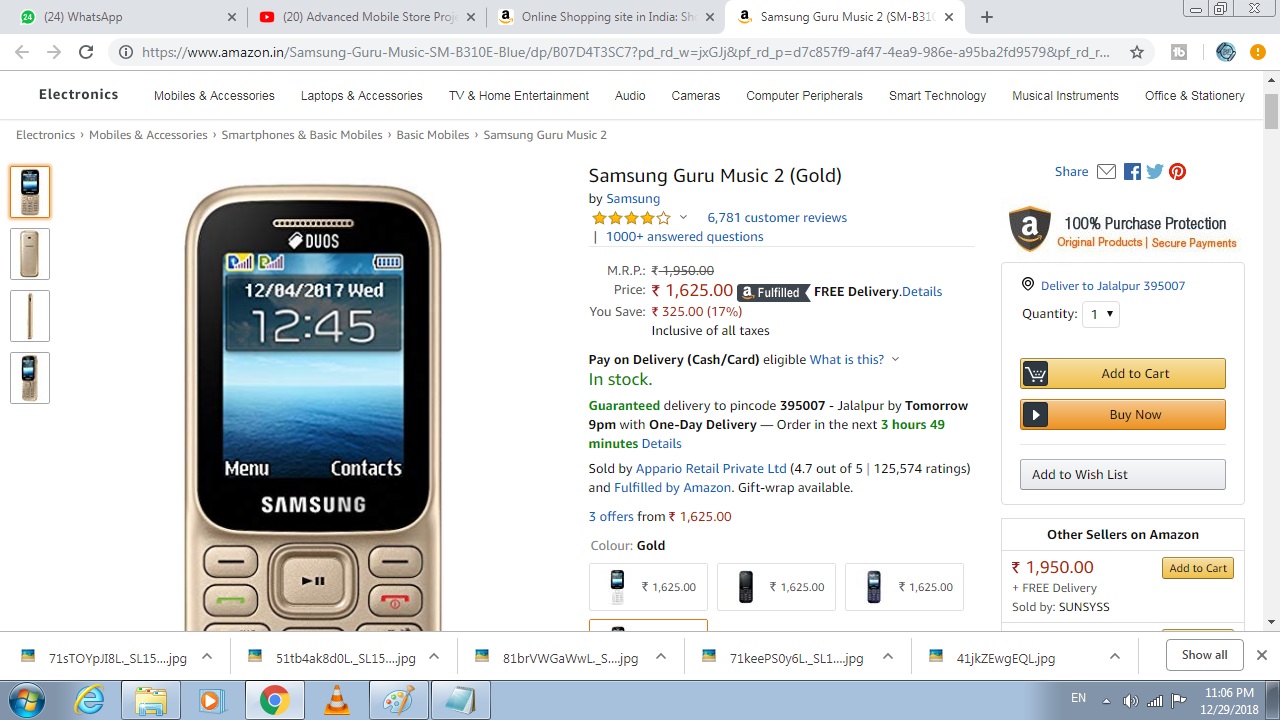 (24) WhatsApp
(20) Advanced Mobile Store Proj
Online Shopping site in India: Sh
Samsung Guru Music 2 (SM-B310
https://www.amazon.in/Samsung-Guru-Music-SM-B310E-Blue/dp/B07D4T3SC7?pd_rd_w=jxGJj&pf_rd_p=d7c857f9-af47-4ea9-986e-a95ba2fd9579&pf_rd_r...
Electronics Mobiles & Accessories Laptops & Accessories TV & Home Entertainment Audio Cameras Computer Peripherals Smart Technology Musical Instruments Office & Stationery
Electronics › Mobiles & Accessories › Smartphones & Basic Mobiles › Basic Mobiles › Samsung Guru Music 2
DUOS
12/04/2017 Wed
12:45
Menu Contacts
SAMSUNG
Samsung Guru Music 2 (Gold)
by Samsung
6,781 customer reviews
| 1000+ answered questions
M.R.P.: ₹ 1,950.00
Price: ₹ 1,625.00 a Fulfilled FREE Delivery.Details
You Save: ₹ 325.00 (17%)
Inclusive of all taxes
Pay on Delivery (Cash/Card) eligible What is this?
In stock.
Guaranteed delivery to pincode 395007 - Jalalpur by Tomorrow
9pm with One-Day Delivery — Order in the next 3 hours 49
minutes Details
Sold by Appario Retail Private Ltd (4.7 out of 5 | 125,574 ratings)
and Fulfilled by Amazon. Gift-wrap available.
3 offers from ₹ 1,625.00
Colour: Gold
₹ 1,625.00 ₹ 1,625.00 ₹ 1,625.00
Share
a 100% Purchase Protection
Original Products | Secure Payments
Deliver to Jalalpur 395007
Quantity: 1
Add to Cart
Buy Now
Add to Wish List
Other Sellers on Amazon
₹ 1,950.00 Add to Cart
+ FREE Delivery
Sold by: SUNSYSS
71sTOYpJI8L._SL15....jpg
51tb4ak8d0L._SL15....jpg
81brVWGaWwL._S....jpg
71keePS0y6L._SL1....jpg
41jkZEwgEQL.jpg
Show all
EN
11:06 PM
12/29/2018